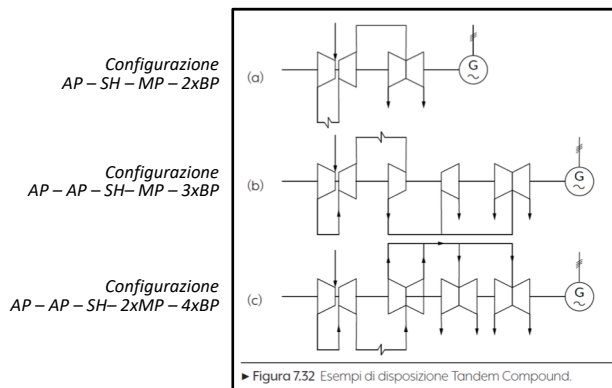 Configurazione
AP – SH – MP – 2xBP
(a)
G
Configurazione
AP – AP – SH– MP – 3xBP
(b)
G
Configurazione
AP – AP – SH– 2xMP – 4xBP
(c)
G
► Figura 7.32 Esempi di disposizione Tandem Compound.